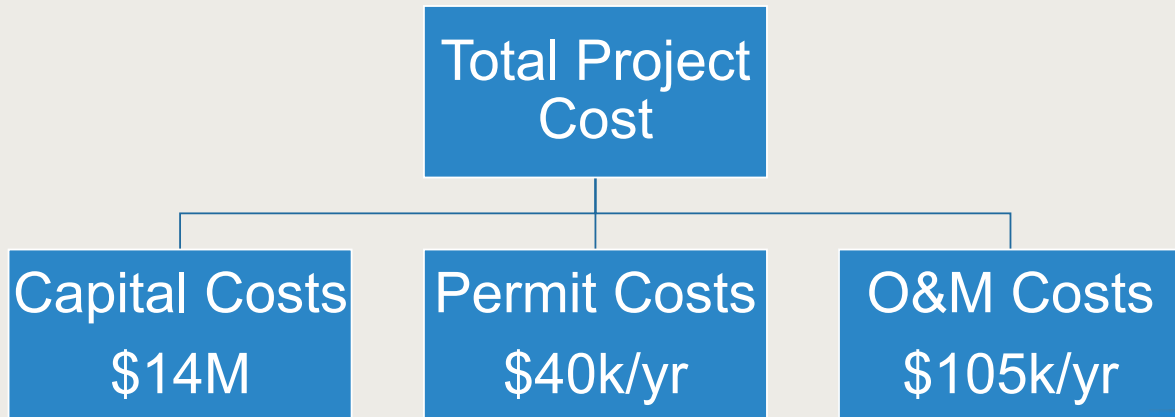 Total Project
Cost
Capital Costs
$14M
Permit Costs
$40k/yr
O&M Costs
$105k/yr